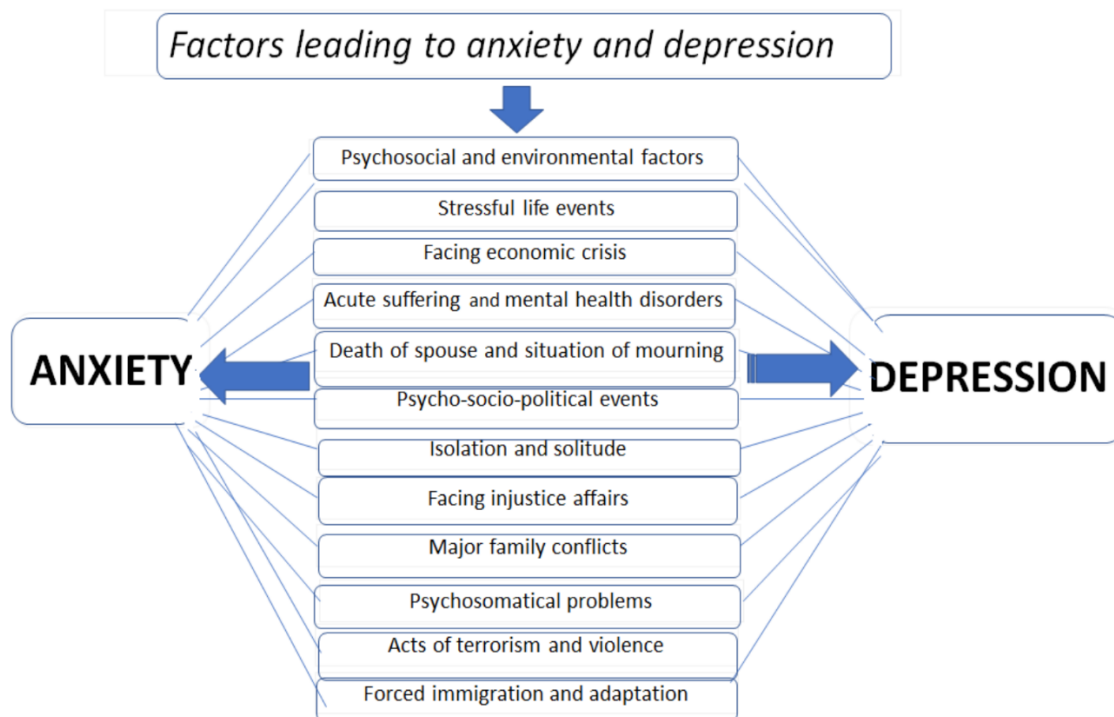 Factors leading to anxiety and depression
Psychosocial and environmental factors
Stressful life events
Facing economic crisis
Acute suffering and mental health disorders
Death of spouse and situation of mourning
ANXIETY
DEPRESSION
Psycho-socio-political events
Isolation and solitude
Facing injustice affairs
Major family conflicts
Psychosomatical problems
Acts of terrorism and violence
Forced immigration and adaptation